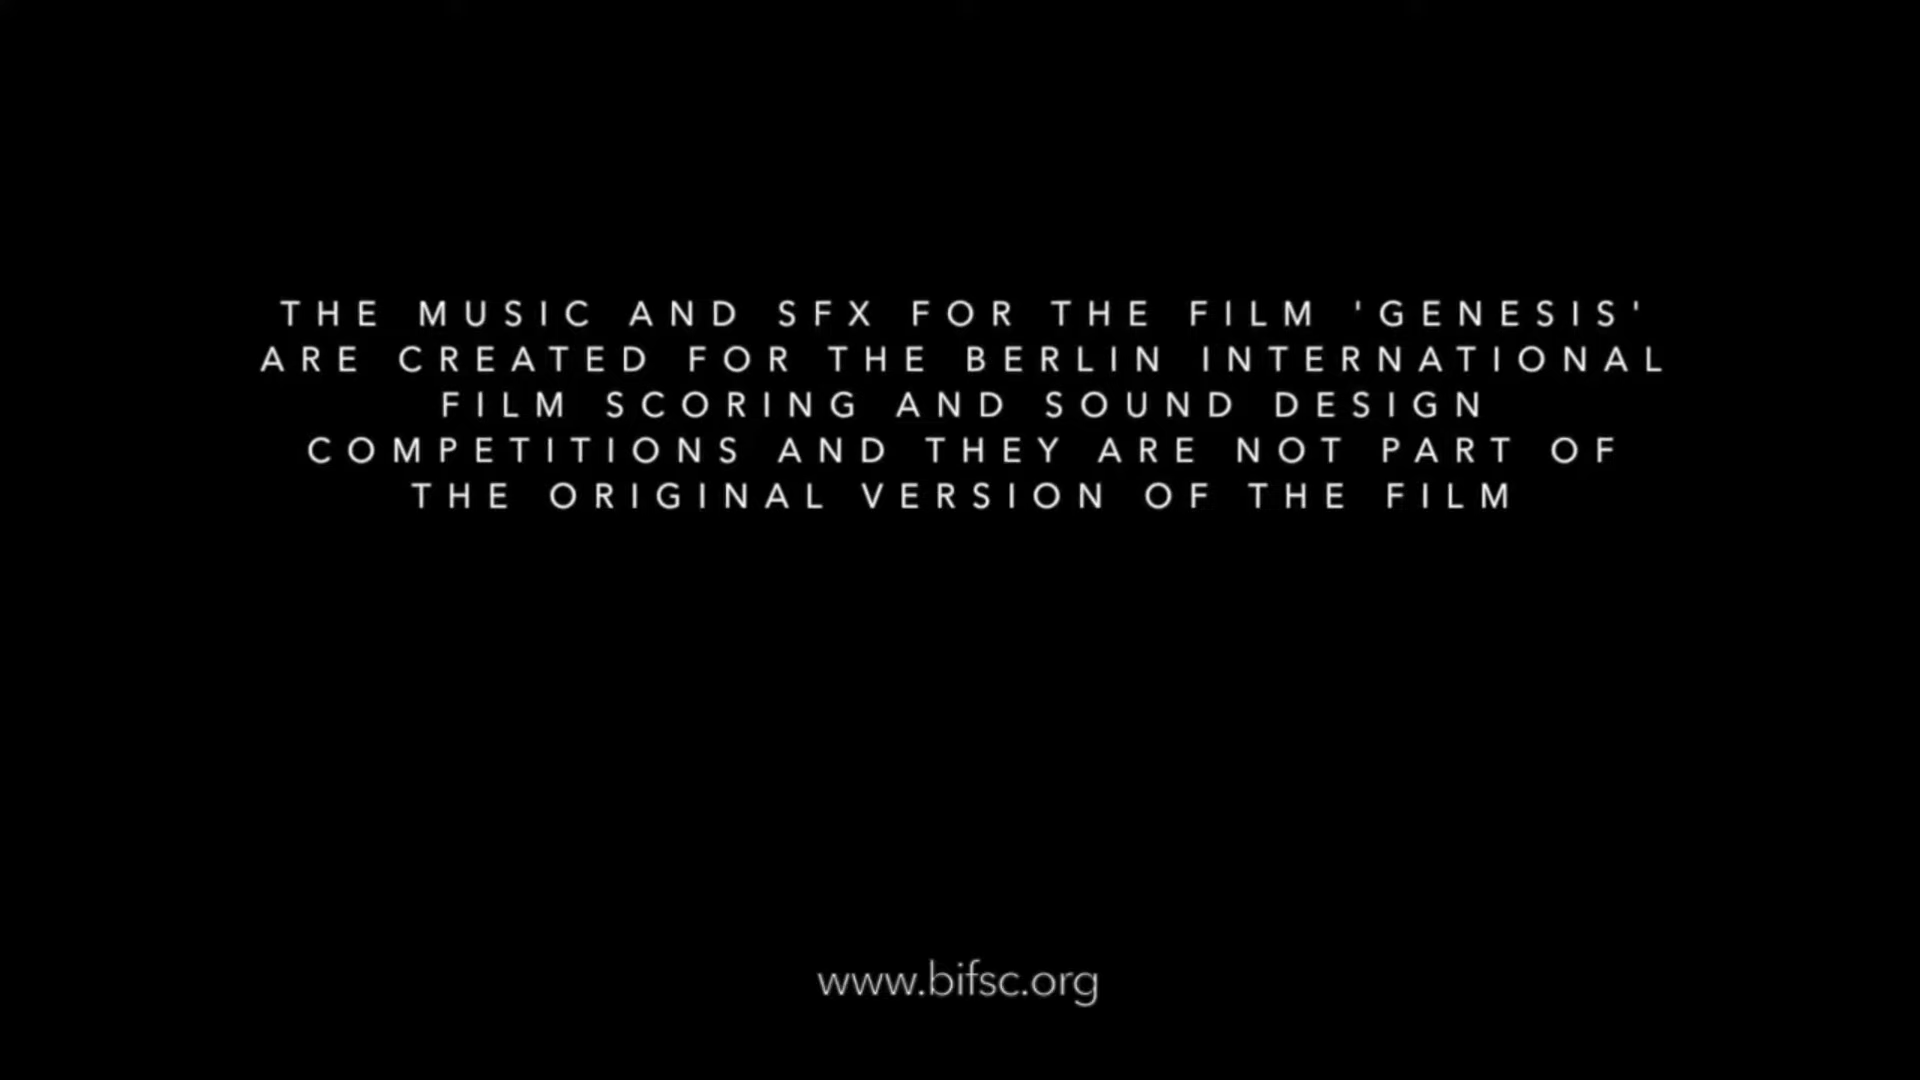 THE MUSIC AND SFX FOR THE FILM 'GENESIS'
ARE CREATED FOR THE BERLIN INTERNATIONAL
FILM SCORING AND SOUND DESIGN
COMPETITIONS AND THEY ARE NOT PART OF
THE ORIGINAL VERSION OF THE FILM
www.bifsc.org